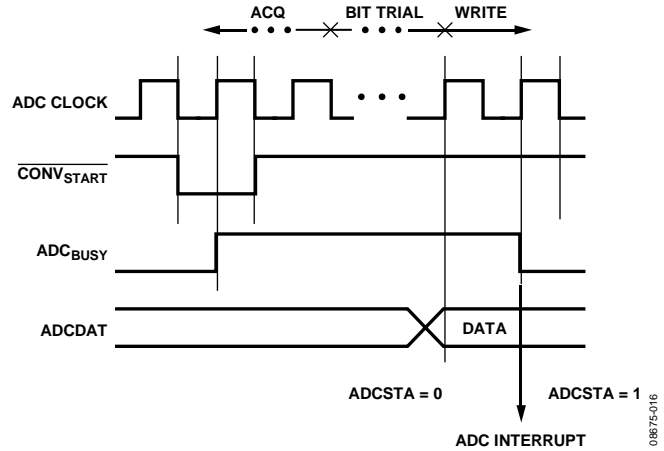 ACQ BIT TRIAL WRITE
ADC CLOCK
CONVSTART
ADCBUSY
ADCDAT
DATA
ADCSTA = 0 ADCSTA = 1
ADC INTERRUPT
08675-016